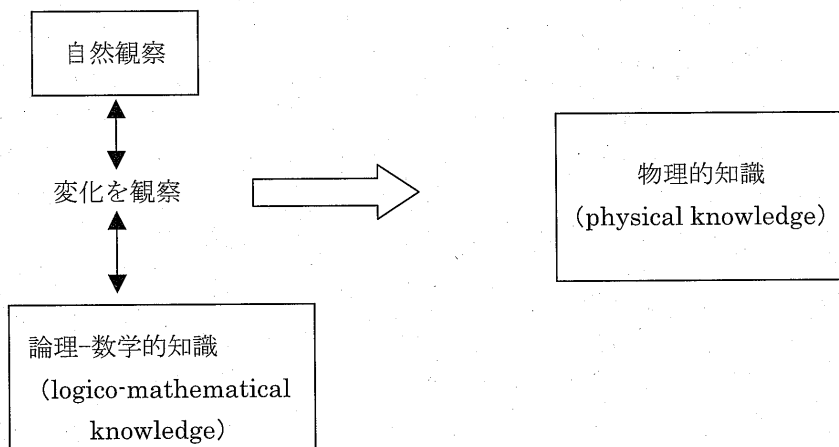 自然観察
変化を観察
物理的知識
(physical knowledge)
論理-数学的知識
(logico-mathematical
knowledge)